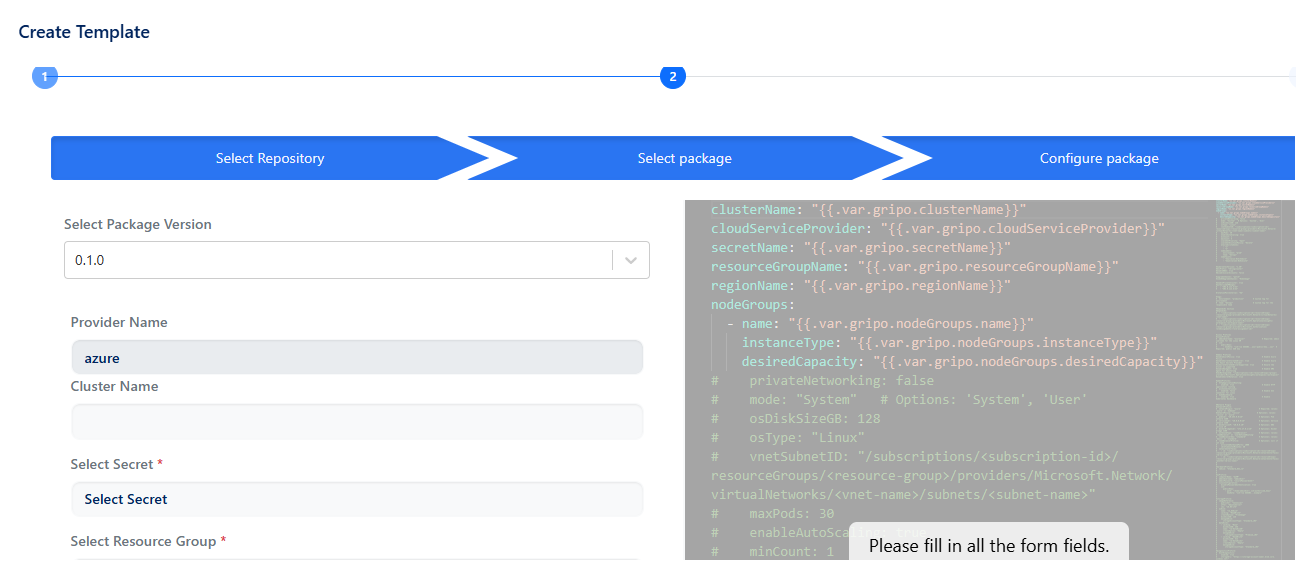 Create Template
1
2
Select Repository
Select package
Configure package
Select Package Version
0.1.0
Provider Name
azure
Cluster Name
Select Secret *
Select Secret
Select Resource Group *
clusterName: "{{.var.gripo.clusterName}}"
cloudServiceProvider: "{{.var.gripo.cloudServiceProvider}}"
secretName: "{{.var.gripo.secretName}}"
resourceGroupName: "{{.var.gripo.resourceGroupName}}"
regionName: "{{.var.gripo.regionName}}"
nodeGroups:
- name: "{{.var.gripo.nodeGroups.name}}"
instanceType: "{{.var.gripo.nodeGroups.instanceType}}"
desiredCapacity: "{{.var.gripo.nodeGroups.desiredCapacity}}"
# privateNetworking: false
# mode: "System" # Options: 'System', 'User'
# osDiskSizeGB: 128
# osType: "Linux"
# vnetSubnetID: "/subscriptions/<subscription-id>/
resourceGroups/<resource-group>/providers/Microsoft.Network/
virtualNetworks/<vnet-name>/subnets/<subnet-name>"
# maxPods: 30
# enableAutoScaling: true
# minCount: 1
Please fill in all the form fields.